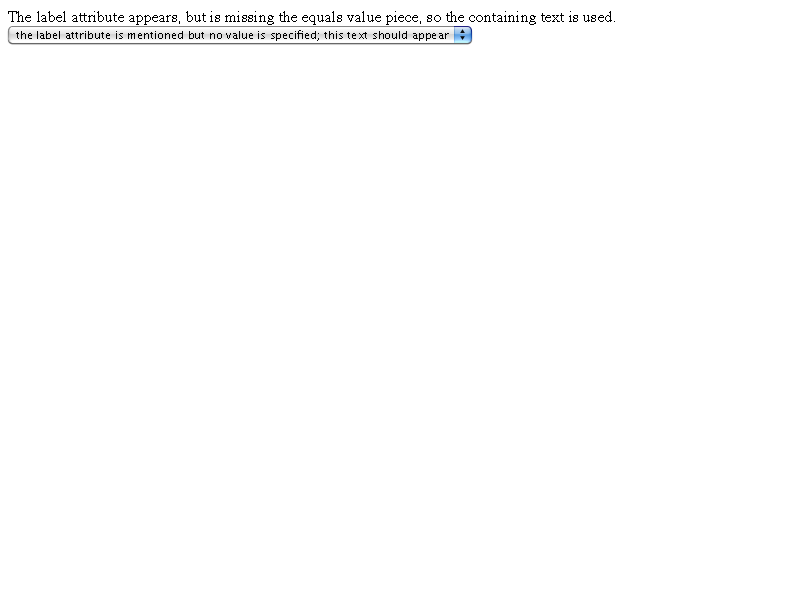 The label attribute appears, but is missing the equals value piece, so the containing text is used.
the label attribute is mentioned but no value is specified; this text should appear